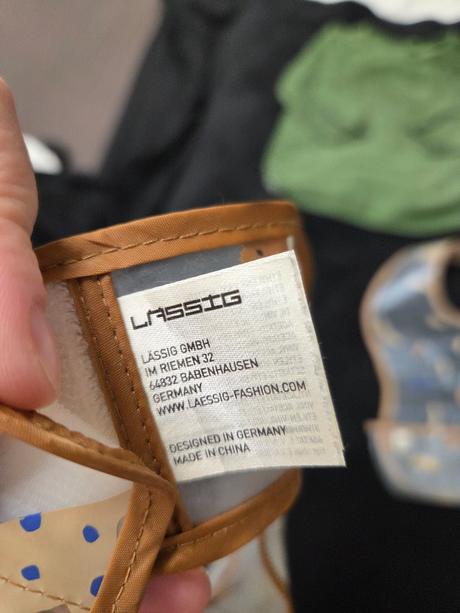 LÄSSIG
LÄSSIG GMBH
IM RIEMEN 32
64832 BABENHAUSEN
GERMANY
WWW.LAESSIG-FASHION.COM
DESIGNED IN GERMANY
MADE IN CHINA